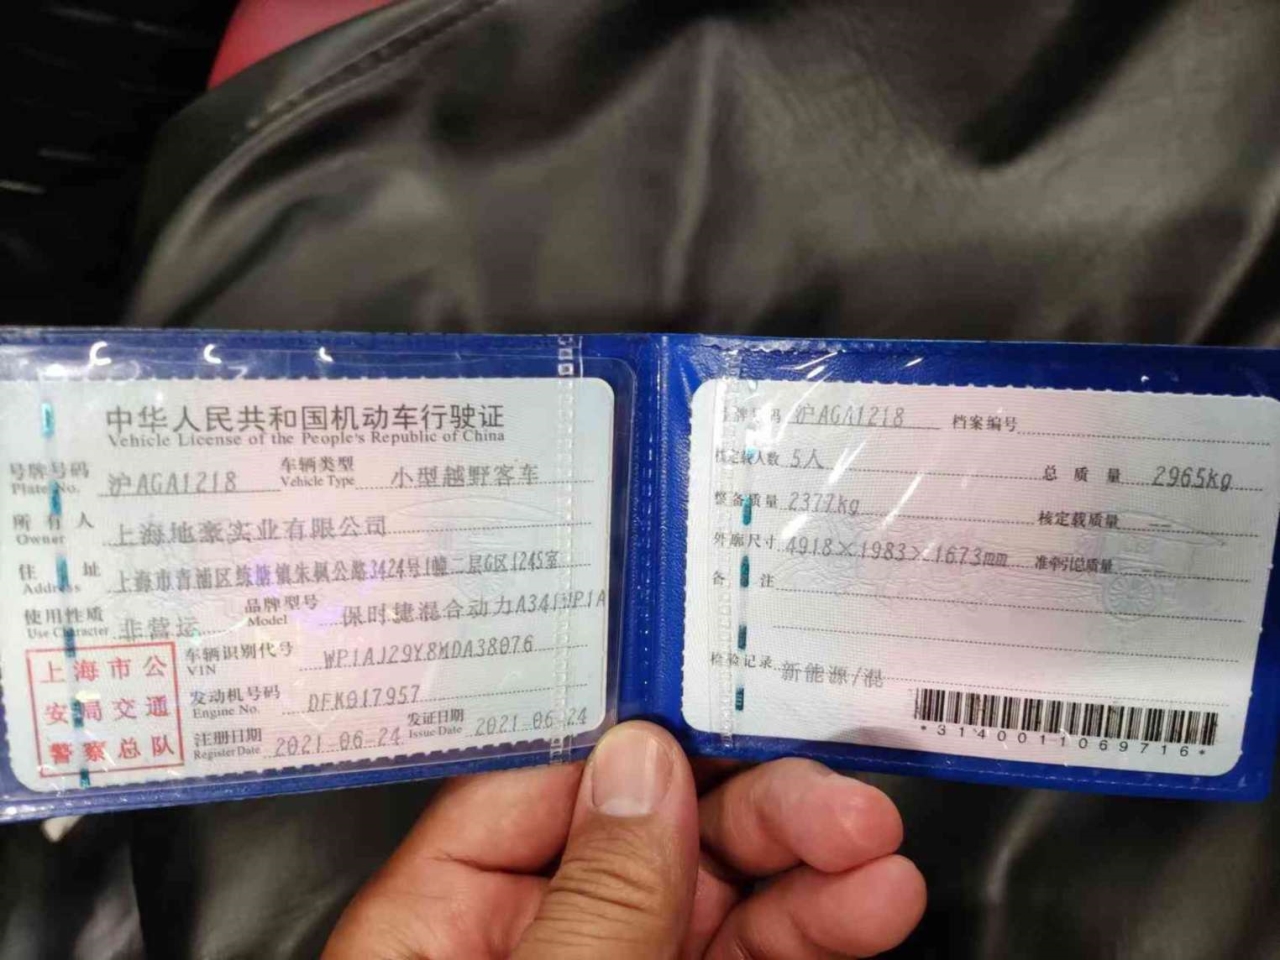 中华人民共和国机动车行驶证
Vehicle License of the People's Republic of China
号牌号码 沪AGA1218 车辆类型 小型越野客车
Plate No. Vehicle Type
所有人 上海地豪实业有限公司
Owner
住址 上海市青浦区练塘镇朱枫公路3424号1幢二层G区1245室
Address
使用性质 非营运 品牌型号 保时捷混合动力A341
Use Character Model
车辆识别代号 WP1AJ29Y8MDA38076
VIN
发动机号码 DFK017957
Engine No.
注册日期 2021-06-24 发证日期 2021-06-24
Register Date Issue Date
上海市公
安局交通
警察总队
号牌号码 沪AGA1218 档案编号
核定载人数 5人 总质量 2965kg
整备质量 2377kg 核定载质量 --
外廓尺寸 4918×1983×1673mm 准牵引总质量 --
备注
检验记录 新能源/混
*3140011069716*